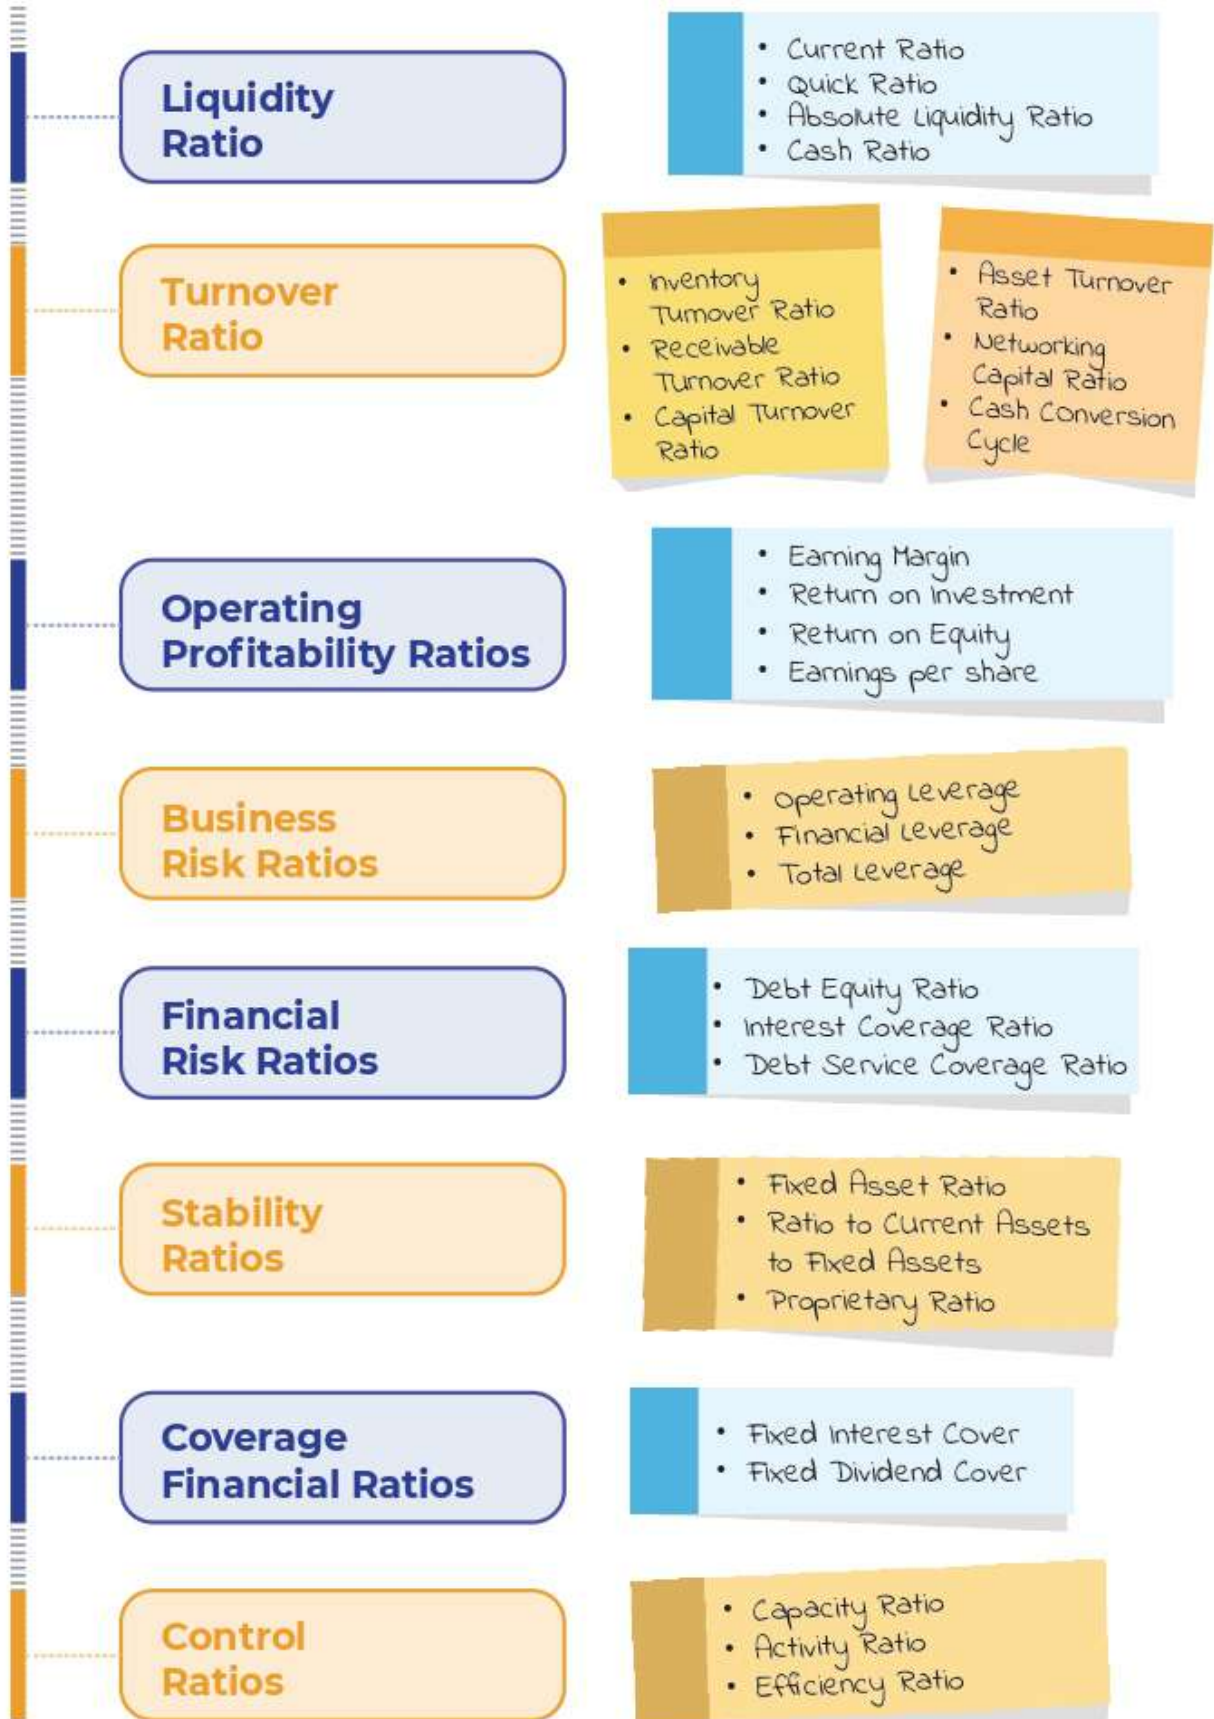 Liquidity
Ratio
• Current Ratio
• Quick Ratio
• Absolute Liquidity Ratio
• Cash Ratio
Turnover
Ratio
• Inventory
Turnover Ratio
• Receivable
Turnover Ratio
• Capital Turnover
Ratio
• Asset Turnover
Ratio
• Networking
Capital Ratio
• Cash Conversion
Cycle
Operating
Profitability Ratios
• Earning Margin
• Return on Investment
• Return on Equity
• Earnings per share
Business
Risk Ratios
• Operating Leverage
• Financial Leverage
• Total Leverage
Financial
Risk Ratios
• Debt Equity Ratio
• Interest Coverage Ratio
• Debt Service Coverage Ratio
Stability
Ratios
• Fixed Asset Ratio
• Ratio to Current Assets
to Fixed Assets
• Proprietary Ratio
Coverage
Financial Ratios
• Fixed Interest Cover
• Fixed Dividend Cover
Control
Ratios
• Capacity Ratio
• Activity Ratio
• Efficiency Ratio